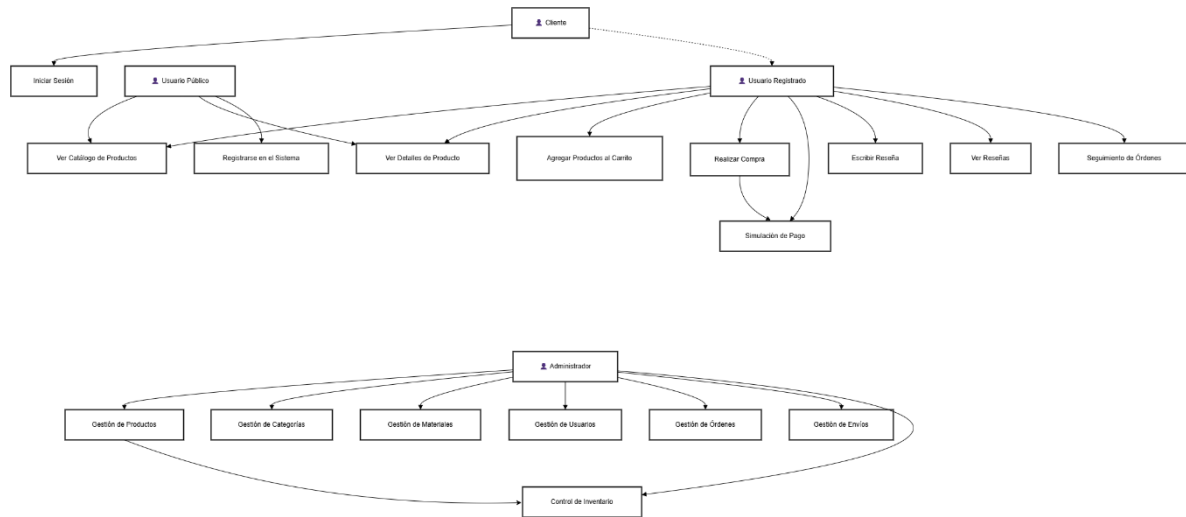 Cliente
Iniciar Sesión
Usuario Público
Usuario Registrado
Ver Catálogo de Productos
Registrarse en el Sistema
Ver Detalles de Producto
Agregar Productos al Carrito
Realizar Compra
Escribir Reseña
Ver Reseñas
Seguimiento de Órdenes
Simulación de Pago
Administrador
Gestión de Productos
Gestión de Categorías
Gestión de Materiales
Gestión de Usuarios
Gestión de Órdenes
Gestión de Envíos
Control de Inventario